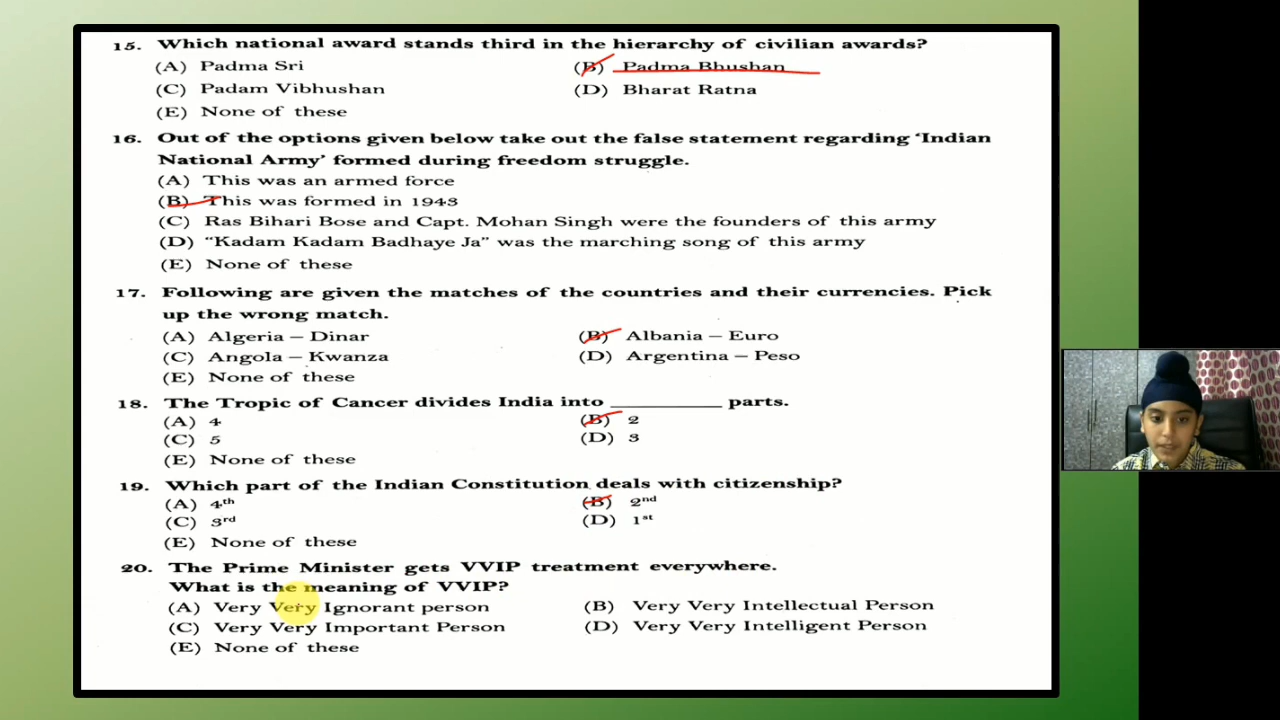 15. Which national award stands third in the hierarchy of civilian awards?
(A) Padma Sri (B) Padma Bhushan
(C) Padam Vibhushan (D) Bharat Ratna
(E) None of these
16. Out of the options given below take out the false statement regarding ‘Indian
National Army’ formed during freedom struggle.
(A) This was an armed force
(B) This was formed in 1943
(C) Ras Bihari Bose and Capt. Mohan Singh were the founders of this army
(D) “Kadam Kadam Badhaye Ja” was the marching song of this army
(E) None of these
17. Following are given the matches of the countries and their currencies. Pick
up the wrong match.
(A) Algeria – Dinar (B) Albania – Euro
(C) Angola – Kwanza (D) Argentina – Peso
(E) None of these
18. The Tropic of Cancer divides India into __________ parts.
(A) 4 (B) 2
(C) 5 (D) 3
(E) None of these
19. Which part of the Indian Constitution deals with citizenship?
(A) 4th (B) 2nd
(C) 3rd (D) 1st
(E) None of these
20. The Prime Minister gets VVIP treatment everywhere.
What is the meaning of VVIP?
(A) Very Very Ignorant person (B) Very Very Intellectual Person
(C) Very Very Important Person (D) Very Very Intelligent Person
(E) None of these